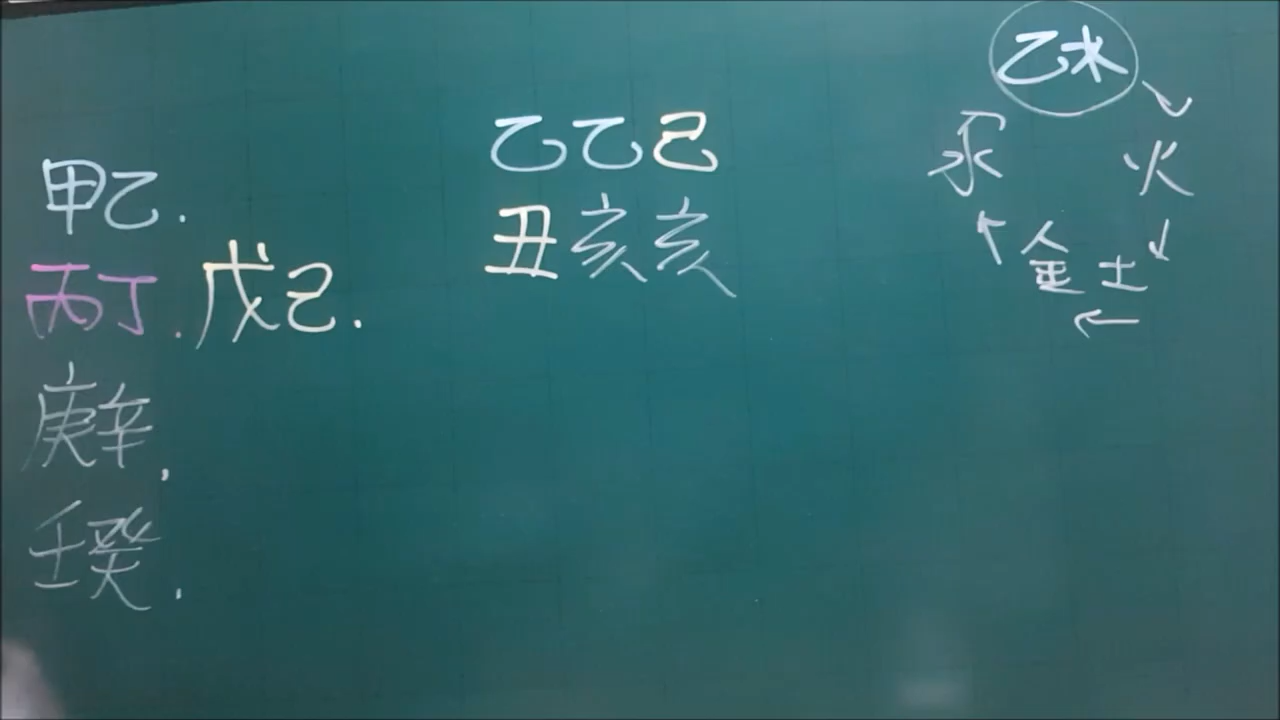 甲乙.
丙丁. 戊己.
庚辛,
壬癸.
乙乙己
丑亥亥
乙木
水 火
金 土